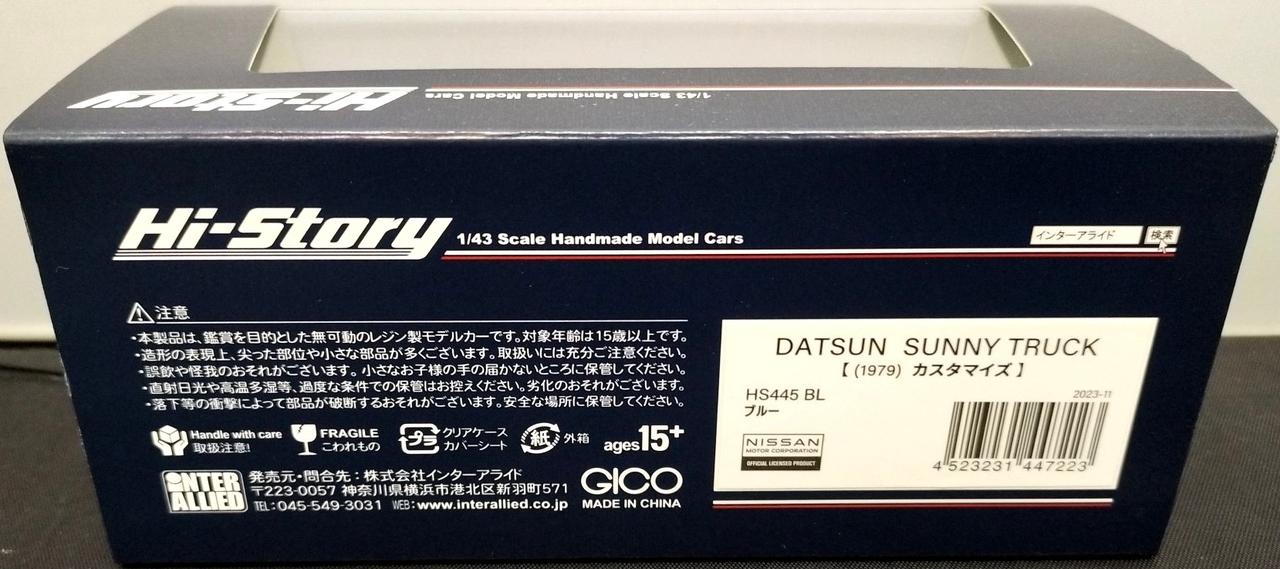 Hi-Story
1/43 Scale Handmade Model Cars
Hi-Story
1/43 Scale Handmade Model Cars
インターアライド 検索
注意
・本製品は、鑑賞を目的とした無可動のレジン製モデルカーです。対象年齢は15歳以上です。
・造形の表現上、尖った部位や小さな部品が多くございます。取扱いには充分ご注意ください。
・誤飲や怪我のおそれがございます。小さなお子様の手の届かないところに保管してください。
・直射日光や高温多湿等、過度な条件での保管はお控えください。劣化のおそれがございます。
・落下等の衝撃によって部品が破断するおそれがございます。安全な場所に保管してください。
Handle with care
取扱注意!
FRAGILE
こわれもの
プラ
クリアケース
カバーシート
紙
外箱
ages15+
INTER
ALLIED
発売元・問合先：株式会社インターアライド
〒223-0057 神奈川県横浜市港北区新羽町571
TEL：045-549-3031 WEB：www.interallied.co.jp
GICO
MADE IN CHINA
DATSUN SUNNY TRUCK
【 (1979) カスタマイズ 】
HS445 BL
ブルー
2023-11
NISSAN
MOTOR CORPORATION
OFFICIAL LICENSED PRODUCT
4 523231 447223